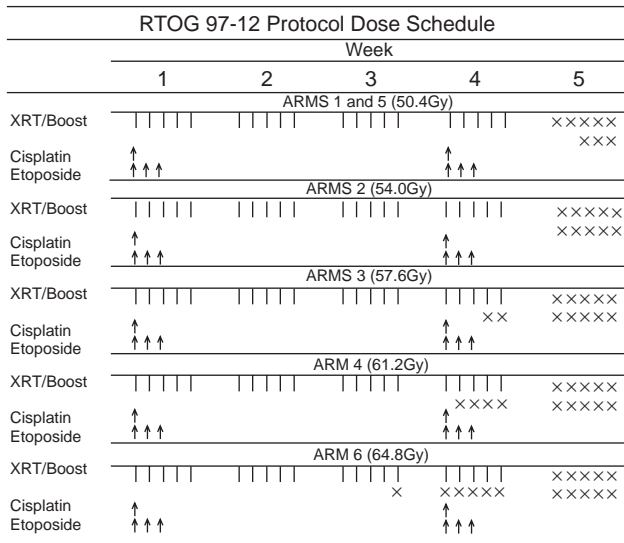 RTOG 97-12 Protocol Dose Schedule
Week
1 2 3 4 5
ARMS 1 and 5 (50.4Gy)
XRT/Boost | | | | | | | | | | | | | | | | | | | | × × × × ×
× × ×
Cisplatin ↑ ↑
Etoposide ↑ ↑ ↑ ↑ ↑ ↑
ARMS 2 (54.0Gy)
XRT/Boost | | | | | | | | | | | | | | | | | | | | × × × × ×
× × × × ×
Cisplatin ↑ ↑
Etoposide ↑ ↑ ↑ ↑ ↑ ↑
ARMS 3 (57.6Gy)
XRT/Boost | | | | | | | | | | | | | | | | | | | | × × × × ×
× × × × × × ×
Cisplatin ↑ ↑
Etoposide ↑ ↑ ↑ ↑ ↑ ↑
ARM 4 (61.2Gy)
XRT/Boost | | | | | | | | | | | | | | | | | | | | × × × × ×
× × × × × × × × ×
Cisplatin ↑ ↑
Etoposide ↑ ↑ ↑ ↑ ↑ ↑
ARM 6 (64.8Gy)
XRT/Boost | | | | | | | | | | | | | | | | | | | | × × × × ×
× × × × × × × × × × ×
Cisplatin ↑ ↑
Etoposide ↑ ↑ ↑ ↑ ↑ ↑